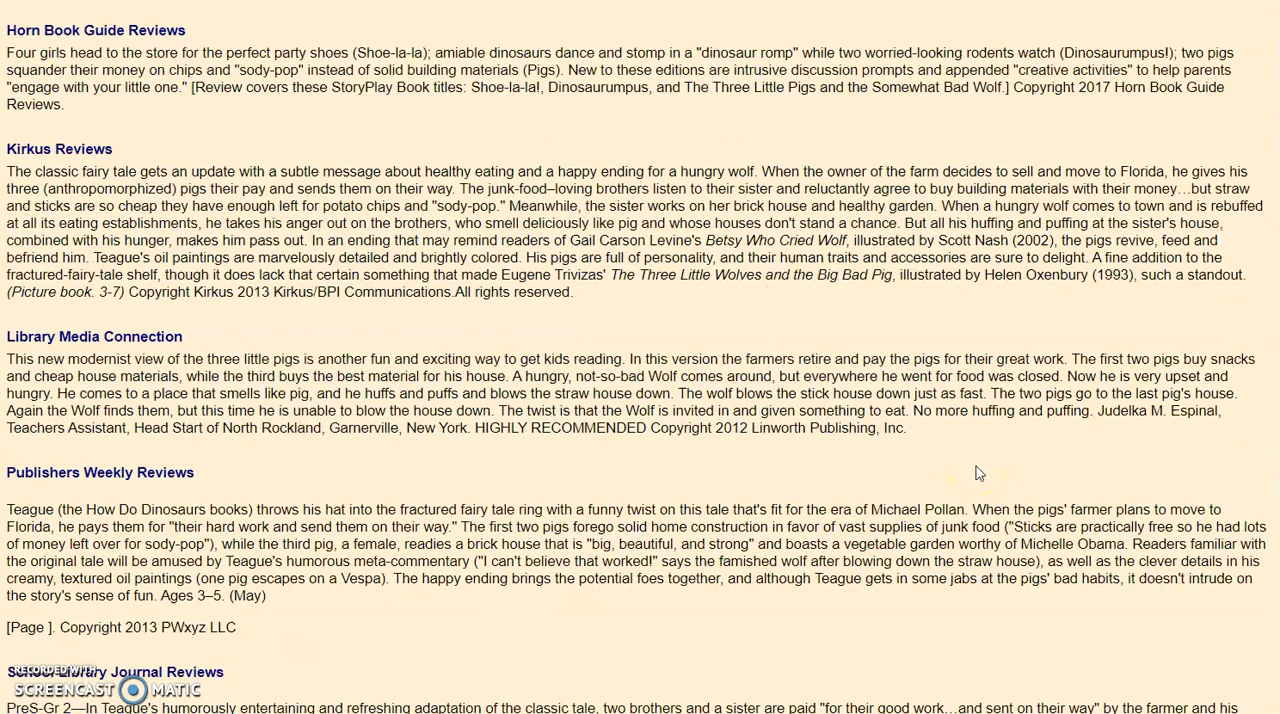 Horn Book Guide Reviews
Four girls head to the store for the perfect party shoes (Shoe-la-la); amiable dinosaurs dance and stomp in a "dinosaur romp" while two worried-looking rodents watch (Dinosaurumpus!); two pigs
squander their money on chips and "sody-pop" instead of solid building materials (Pigs). New to these editions are intrusive discussion prompts and appended "creative activities" to help parents
"engage with your little one." [Review covers these StoryPlay Book titles: Shoe-la-la!, Dinosaurumpus, and The Three Little Pigs and the Somewhat Bad Wolf.] Copyright 2017 Horn Book Guide
Reviews.
Kirkus Reviews
The classic fairy tale gets an update with a subtle message about healthy eating and a happy ending for a hungry wolf. When the owner of the farm decides to sell and move to Florida, he gives his
three (anthropomorphized) pigs their pay and sends them on their way. The junk-food–loving brothers listen to their sister and reluctantly agree to buy building materials with their money…but straw
and sticks are so cheap they have enough left for potato chips and "sody-pop." Meanwhile, the sister works on her brick house and healthy garden. When a hungry wolf comes to town and is rebuffed
at all its eating establishments, he takes his anger out on the brothers, who smell deliciously like pig and whose houses don't stand a chance. But all his huffing and puffing at the sister's house,
combined with his hunger, makes him pass out. In an ending that may remind readers of Gail Carson Levine's Betsy Who Cried Wolf, illustrated by Scott Nash (2002), the pigs revive, feed and
befriend him. Teague's oil paintings are marvelously detailed and brightly colored. His pigs are full of personality, and their human traits and accessories are sure to delight. A fine addition to the
fractured-fairy-tale shelf, though it does lack that certain something that made Eugene Trivizas' The Three Little Wolves and the Big Bad Pig, illustrated by Helen Oxenbury (1993), such a standout.
(Picture book. 3-7) Copyright Kirkus 2013 Kirkus/BPI Communications.All rights reserved.
Library Media Connection
This new modernist view of the three little pigs is another fun and exciting way to get kids reading. In this version the farmers retire and pay the pigs for their great work. The first two pigs buy snacks
and cheap house materials, while the third buys the best material for his house. A hungry, not-so-bad Wolf comes around, but everywhere he went for food was closed. Now he is very upset and
hungry. He comes to a place that smells like pig, and he huffs and puffs and blows the straw house down. The wolf blows the stick house down just as fast. The two pigs go to the last pig's house.
Again the Wolf finds them, but this time he is unable to blow the house down. The twist is that the Wolf is invited in and given something to eat. No more huffing and puffing. Judelka M. Espinal,
Teachers Assistant, Head Start of North Rockland, Garnerville, New York. HIGHLY RECOMMENDED Copyright 2012 Linworth Publishing, Inc.
Publishers Weekly Reviews
Teague (the How Do Dinosaurs books) throws his hat into the fractured fairy tale ring with a funny twist on this tale that's fit for the era of Michael Pollan. When the pigs' farmer plans to move to
Florida, he pays them for "their hard work and send them on their way." The first two pigs forego solid home construction in favor of vast supplies of junk food ("Sticks are practically free so he had lots
of money left over for sody-pop"), while the third pig, a female, readies a brick house that is "big, beautiful, and strong" and boasts a vegetable garden worthy of Michelle Obama. Readers familiar with
the original tale will be amused by Teague's humorous meta-commentary ("I can't believe that worked!" says the famished wolf after blowing down the straw house), as well as the clever details in his
creamy, textured oil paintings (one pig escapes on a Vespa). The happy ending brings the potential foes together, and although Teague gets in some jabs at the pigs' bad habits, it doesn't intrude on
the story's sense of fun. Ages 3–5. (May)
[Page ]. Copyright 2013 PWxyz LLC
School Library Journal Reviews
RECORDED WITH
SCREENCAST MATIC
PreS-Gr 2—In Teague's humorously entertaining and refreshing adaptation of the classic tale, two brothers and a sister are paid "for their good work…and sent on their way" by the farmer and his